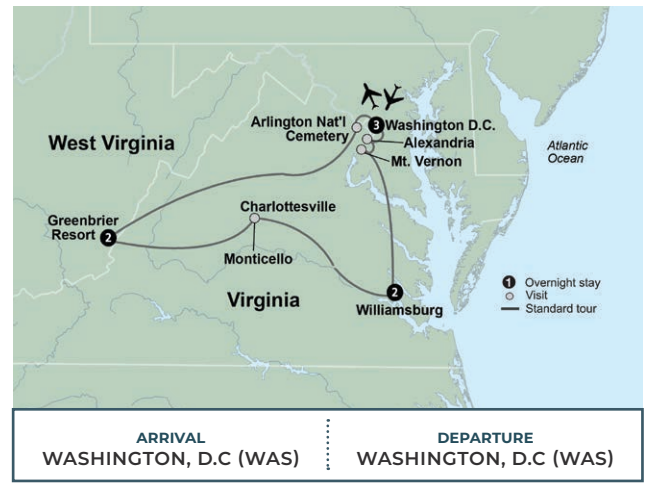 Arlington Nat'l
Cemetery
3
Washington D.C.
Alexandria
Mt. Vernon
West Virginia
Atlantic
Ocean
Greenbrier
Resort
2
Charlottesville
Monticello
Virginia
2
Williamsburg
1 Overnight stay
Visit
Standard tour
ARRIVAL
WASHINGTON, D.C (WAS)
DEPARTURE
WASHINGTON, D.C (WAS)